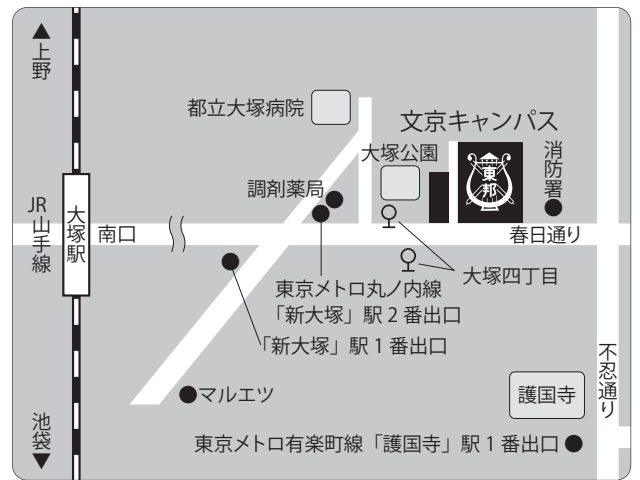 ▲上野
都立大塚病院
文京キャンパス
大塚公園
消防署
東邦
調剤薬局
JR山手線
大塚駅
南口
春日通り
大塚四丁目
東京メトロ丸ノ内線
「新大塚」駅2番出口
「新大塚」駅1番出口
不忍通り
マルエツ
護国寺
池袋▼
東京メトロ有楽町線「護国寺」駅1番出口